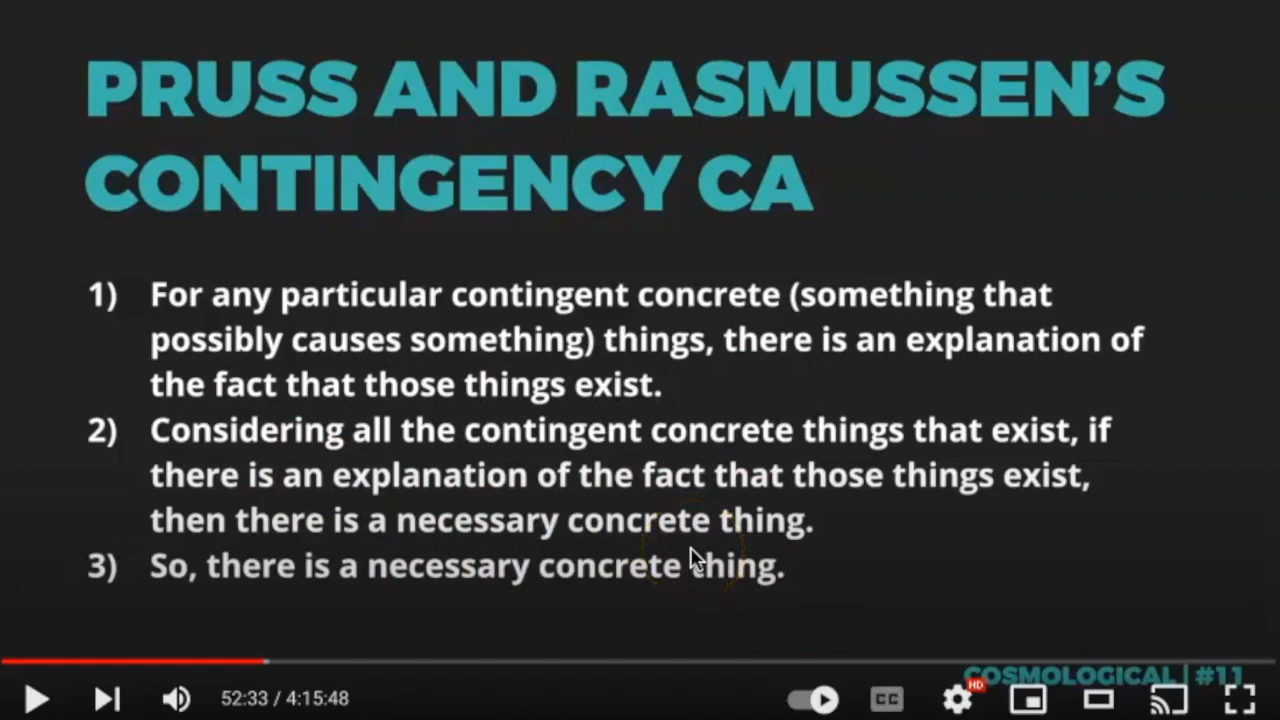 PRUSS AND RASMUSSEN'S
CONTINGENCY CA
1) For any particular contingent concrete (something that
possibly causes something) things, there is an explanation of
the fact that those things exist.
2) Considering all the contingent concrete things that exist, if
there is an explanation of the fact that those things exist,
then there is a necessary concrete thing.
3) So, there is a necessary concrete thing.
COSMOLOGICAL | #11
52:33 / 4:15:48
CC
HD